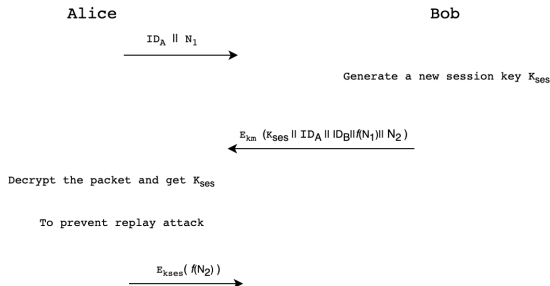 Alice Bob
ID_A || N_1
Generate a new session key K_ses
E_km (K_ses || ID_A || ID_B||f(N_1)|| N_2)
Decrypt the packet and get K_ses
To prevent replay attack
E_kses( f(N_2) )